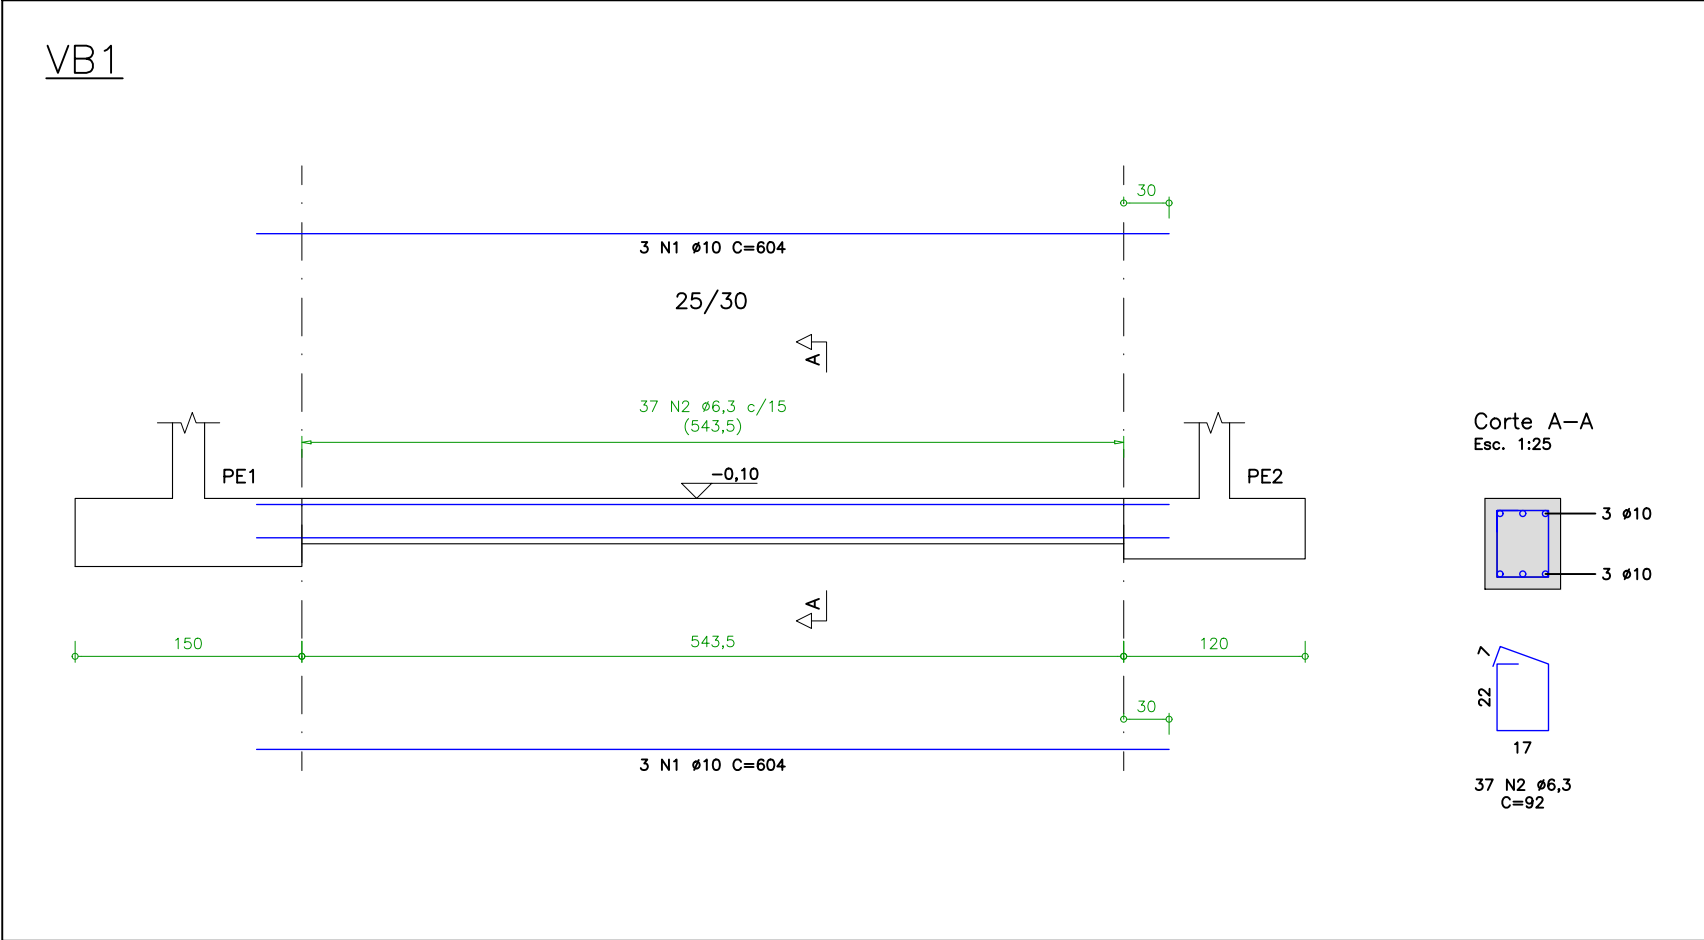 VB1
30
3 N1 ø10 C=604
25/30
A
37 N2 ø6,3 c/15
(543,5)
PE1
-0,10
PE2
A
150
543,5
120
30
3 N1 ø10 C=604
Corte A-A
Esc. 1:25
3 ø10
3 ø10
7
22
17
37 N2 ø6,3
C=92